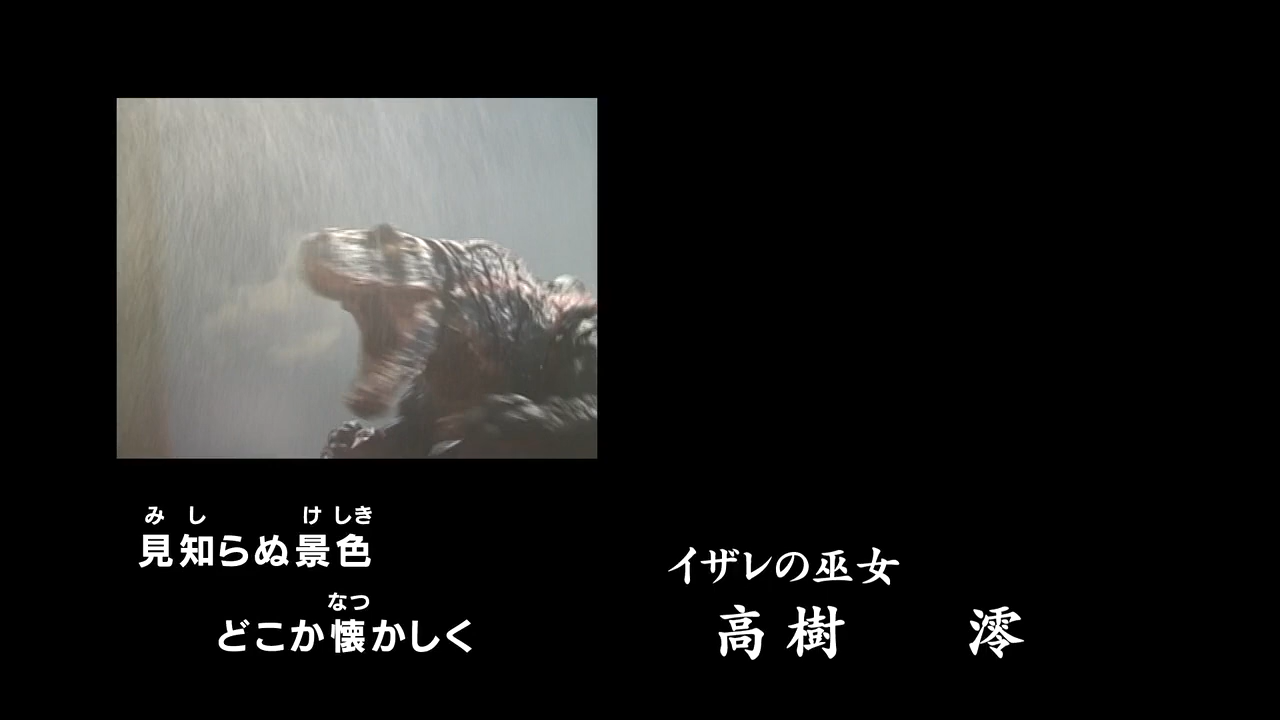 見知らぬ景色
みし けしき
どこか懐かしく
なつ
イザレの巫女
高樹 澪